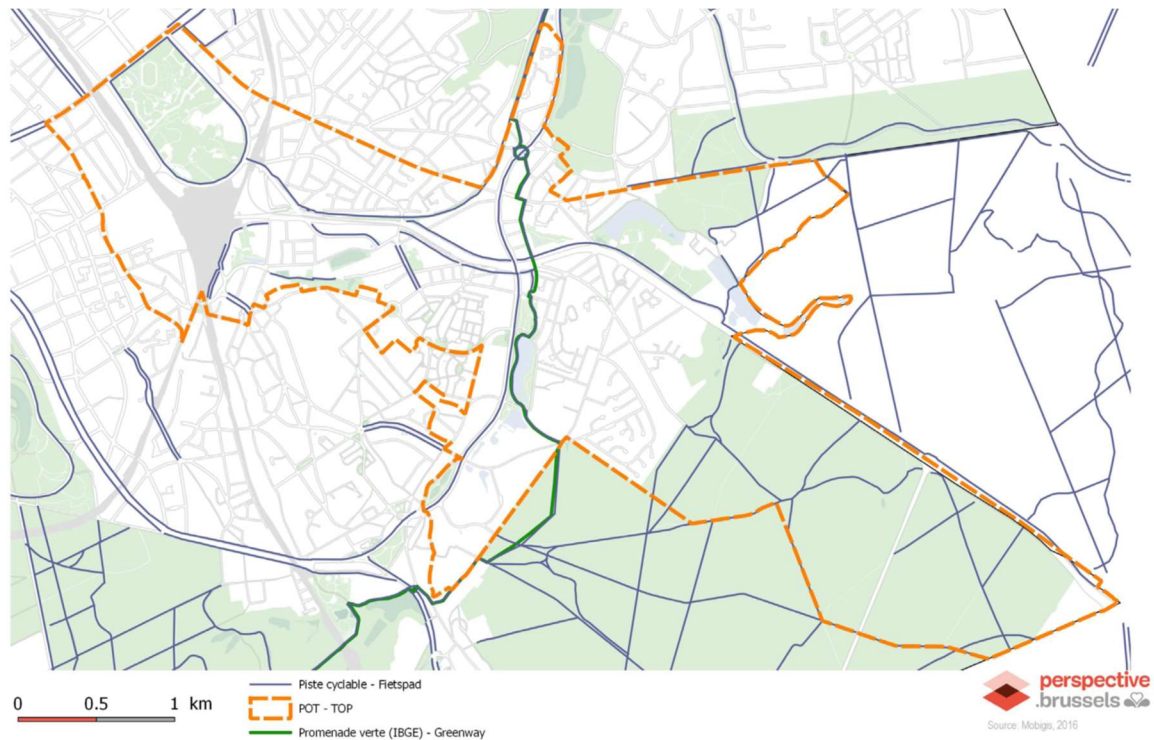 0 0.5 1 km
Piste cyclable - Fietspad
POT - TOP
Promenade verte (IBGE) - Greenway
perspective
.brussels
Source: Mobigis, 2016